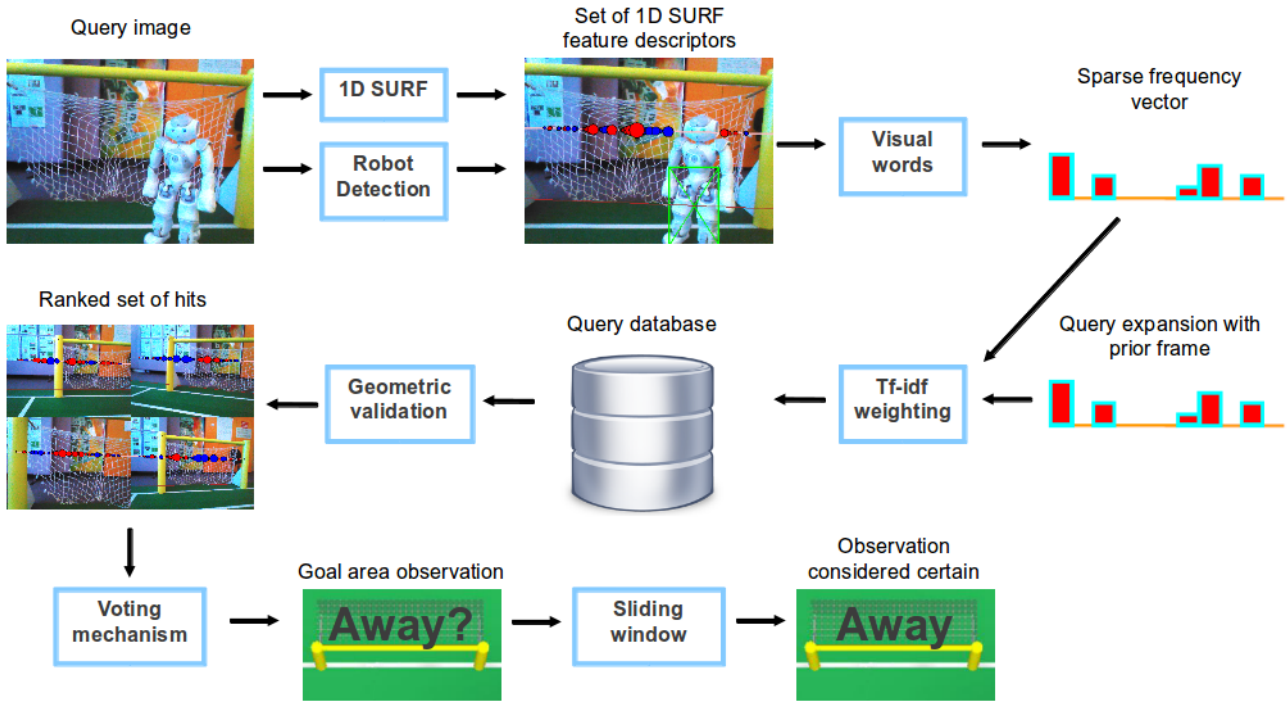 Query image
1D SURF
Robot
Detection
Set of 1D SURF
feature descriptors
Visual
words
Sparse frequency
vector
Ranked set of hits
Geometric
validation
Query database
Tf-idf
weighting
Query expansion with
prior frame
Voting
mechanism
Goal area observation
Away?
Sliding
window
Observation
considered certain
Away